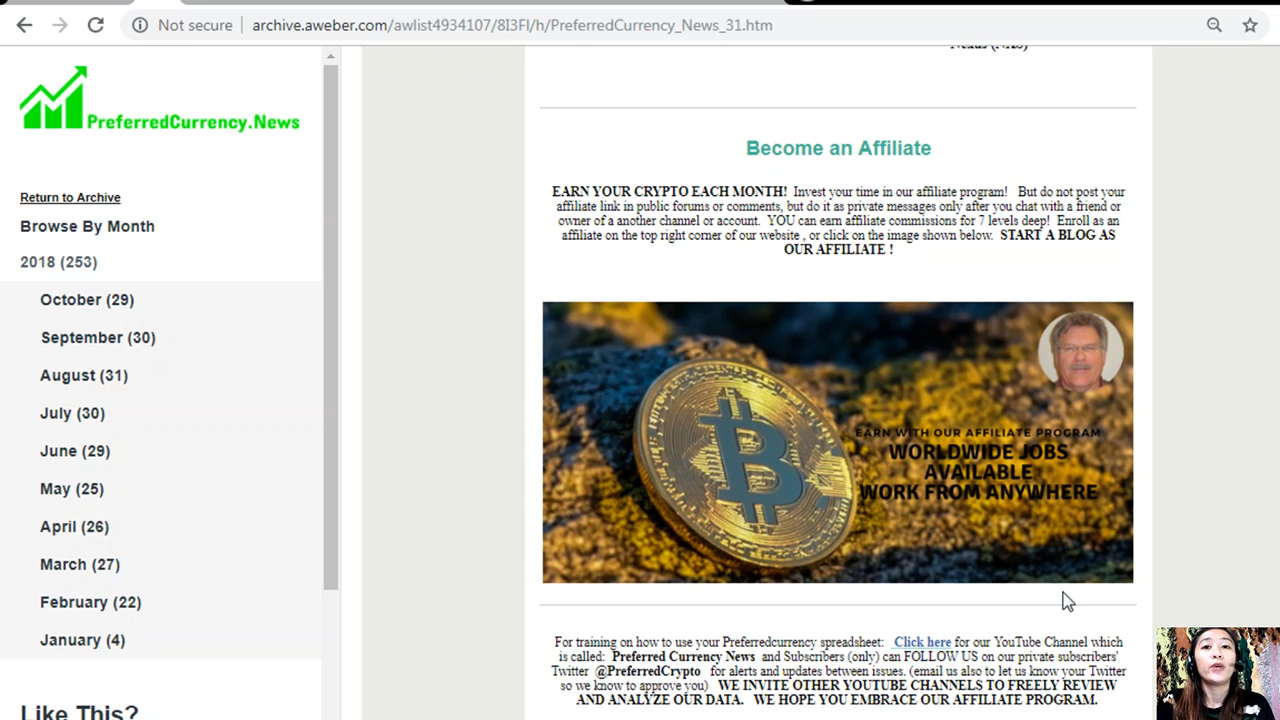 Not secure
archive.aweber.com/awlist4934107/8I3FI/h/PreferredCurrency_News_31.htm
PreferredCurrency.News
Return to Archive
Browse By Month
2018 (253)
October (29)
September (30)
August (31)
July (30)
June (29)
May (25)
April (26)
March (27)
February (22)
January (4)
Like This?
Become an Affiliate
EARN YOUR CRYPTO EACH MONTH! Invest your time in our affiliate program! But do not post your
affiliate link in public forums or comments, but do it as private messages only after you chat with a friend or
owner of a another channel or account. YOU can earn affiliate commissions for 7 levels deep! Enroll as an
affiliate on the top right corner of our website , or click on the image shown below. START A BLOG AS
OUR AFFILIATE !
EARN WITH OUR AFFILIATE PROGRAM
WORLDWIDE JOBS
AVAILABLE
WORK FROM ANYWHERE
For training on how to use your Preferredcurrency spreadsheet: Click here for our YouTube Channel which
is called: Preferred Currency News and Subscribers (only) can FOLLOW US on our private subscribers'
Twitter @PreferredCrypto for alerts and updates between issues. (email us also to let us know your Twitter
so we know to approve you) WE INVITE OTHER YOUTUBE CHANNELS TO FREELY REVIEW
AND ANALYZE OUR DATA. WE HOPE YOU EMBRACE OUR AFFILIATE PROGRAM.